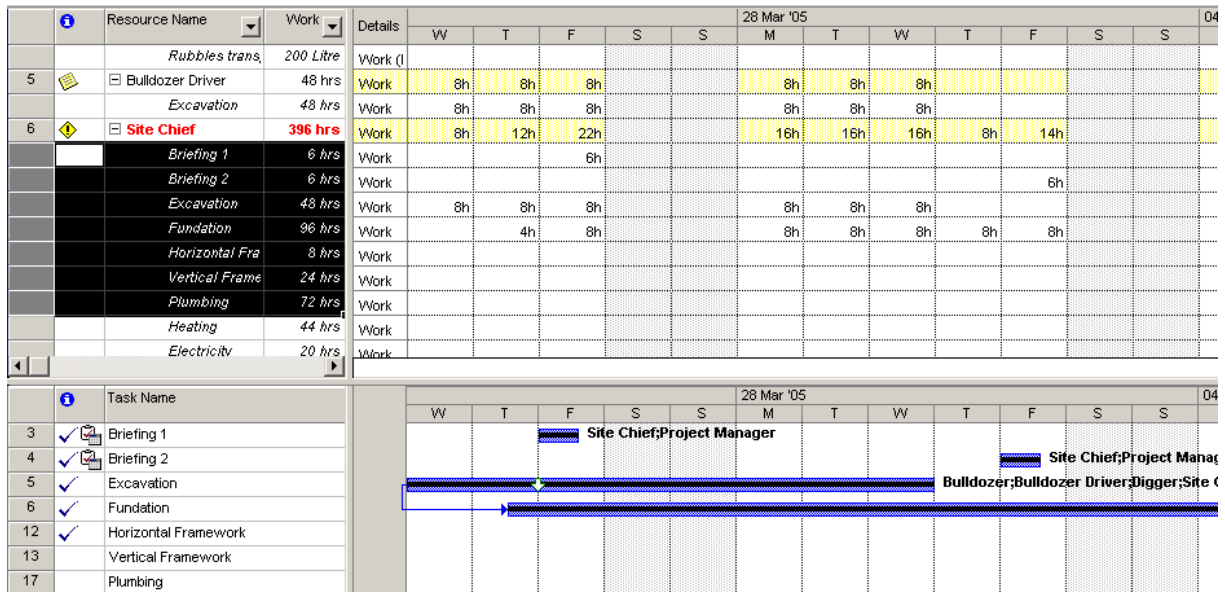 Resource Name Work Details 28 Mar '05 04
W T F S S M T W T F S S
Rubbles trans, 200 Litre Work (I
5 Bulldozer Driver 48 hrs Work 8h 8h 8h 8h 8h 8h
Excavation 48 hrs Work 8h 8h 8h 8h 8h 8h
6 Site Chief 396 hrs Work 8h 12h 22h 16h 16h 16h 8h 14h
Briefing 1 6 hrs Work 6h
Briefing 2 6 hrs Work 6h
Excavation 48 hrs Work 8h 8h 8h 8h 8h 8h
Fundation 96 hrs Work 4h 8h 8h 8h 8h 8h 8h
Horizontal Fra 8 hrs Work
Vertical Frame 24 hrs Work
Plumbing 72 hrs Work
Heating 44 hrs Work
Electricity 20 hrs Work
Task Name 28 Mar '05 04
W T F S S M T W T F S S
3 Briefing 1 Site Chief;Project Manager
4 Briefing 2 Site Chief;Project Manag
5 Excavation Bulldozer;Bulldozer Driver;Digger;Site C
6 Fundation
12 Horizontal Framework
13 Vertical Framework
17 Plumbing